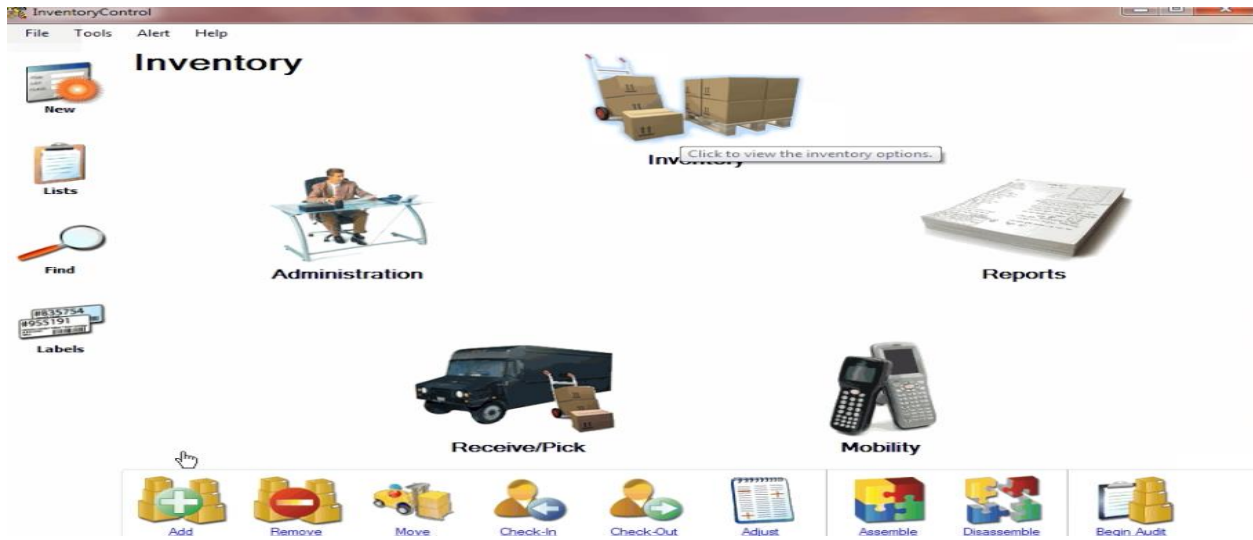 InventoryControl
File Tools Alert Help
Inventory
New
Lists
Find
#835754
#955191
Labels
Inventory
Click to view the inventory options.
Administration
Reports
Receive/Pick
Mobility
Add Remove Move Check-In Check-Out Adjust Assemble Disassemble Begin Audit